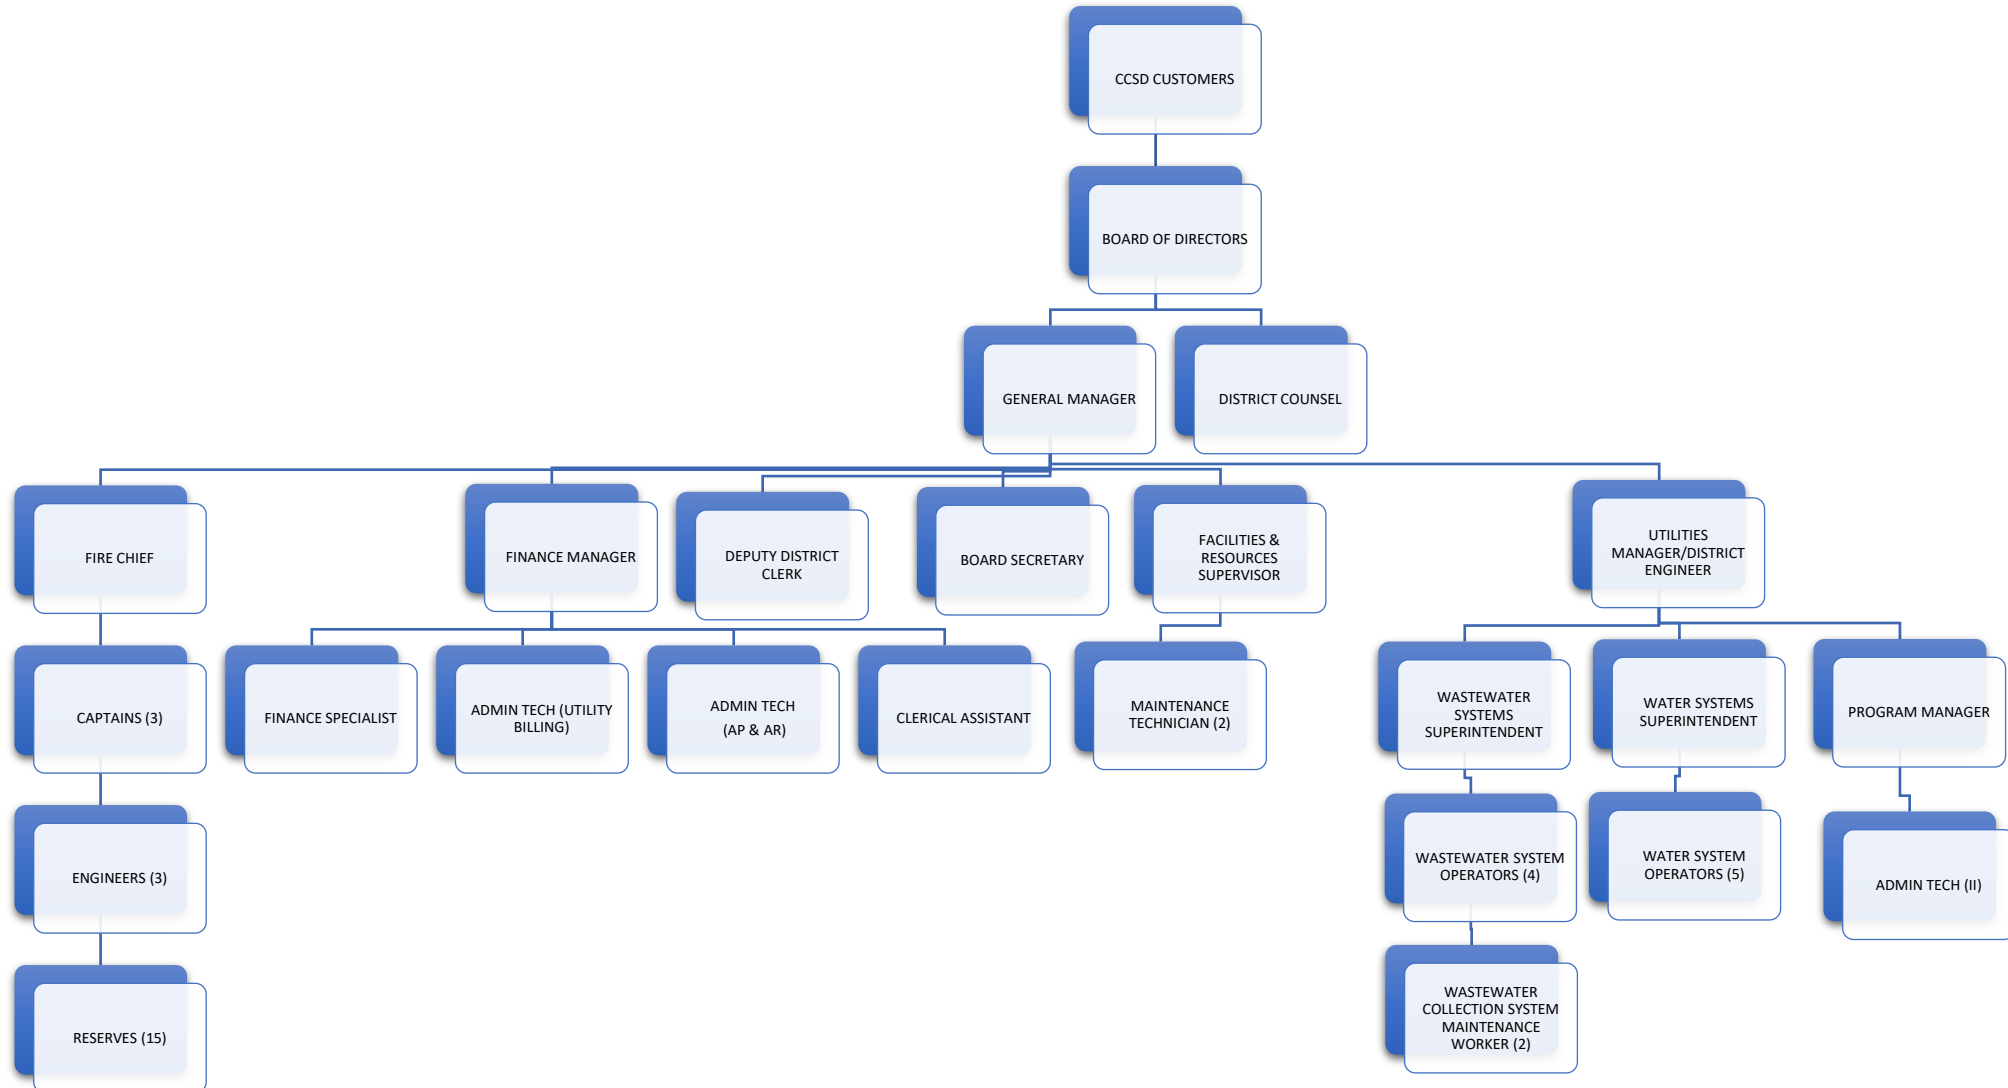 CCSD CUSTOMERS
BOARD OF DIRECTORS
GENERAL MANAGER
DISTRICT COUNSEL
FIRE CHIEF
FINANCE MANAGER
DEPUTY DISTRICT
CLERK
BOARD SECRETARY
FACILITIES &
RESOURCES
SUPERVISOR
UTILITIES
MANAGER/DISTRICT
ENGINEER
CAPTAINS (3)
FINANCE SPECIALIST
ADMIN TECH (UTILITY
BILLING)
ADMIN TECH
(AP & AR)
CLERICAL ASSISTANT
MAINTENANCE
TECHNICIAN (2)
WASTEWATER
SYSTEMS
SUPERINTENDENT
WATER SYSTEMS
SUPERINTENDENT
PROGRAM MANAGER
ENGINEERS (3)
WASTEWATER SYSTEM
OPERATORS (4)
WATER SYSTEM
OPERATORS (5)
ADMIN TECH (II)
RESERVES (15)
WASTEWATER
COLLECTION SYSTEM
MAINTENANCE
WORKER (2)